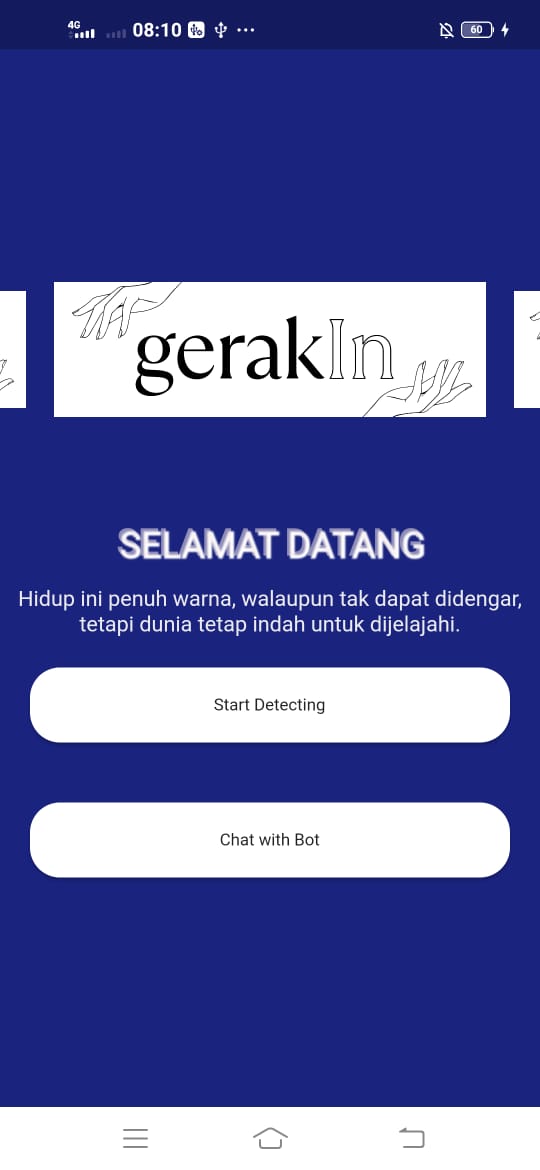 4G 08:10 60
gerakIn
SELAMAT DATANG
Hidup ini penuh warna, walaupun tak dapat didengar,
tetapi dunia tetap indah untuk dijelajahi.
Start Detecting
Chat with Bot